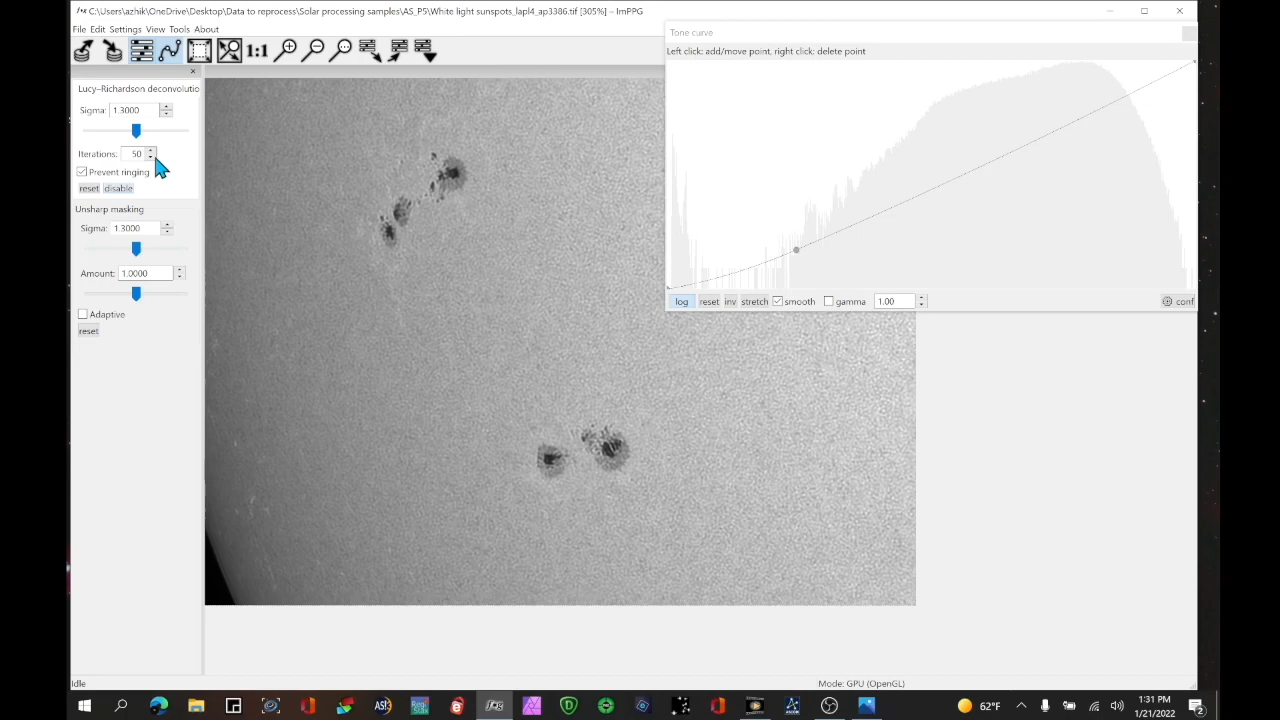 C:\Users\azhik\OneDrive\Desktop\Data to reprocess\Solar processing samples\AS_P5\White light sunspots_lapl4_ap3386.tif [305%] – ImPPG
File Edit Settings View Tools About
1:1
Tone curve
Left click: add/move point, right click: delete point
Lucy–Richardson deconvolutio
Sigma: 1.3000
Iterations: 50
Prevent ringing
reset disable
Unsharp masking
Sigma: 1.3000
Amount: 1.0000
Adaptive
reset
log reset inv stretch smooth gamma 1.00 conf
Idle
Mode: GPU (OpenGL)
62°F
1:31 PM
1/21/2022
2